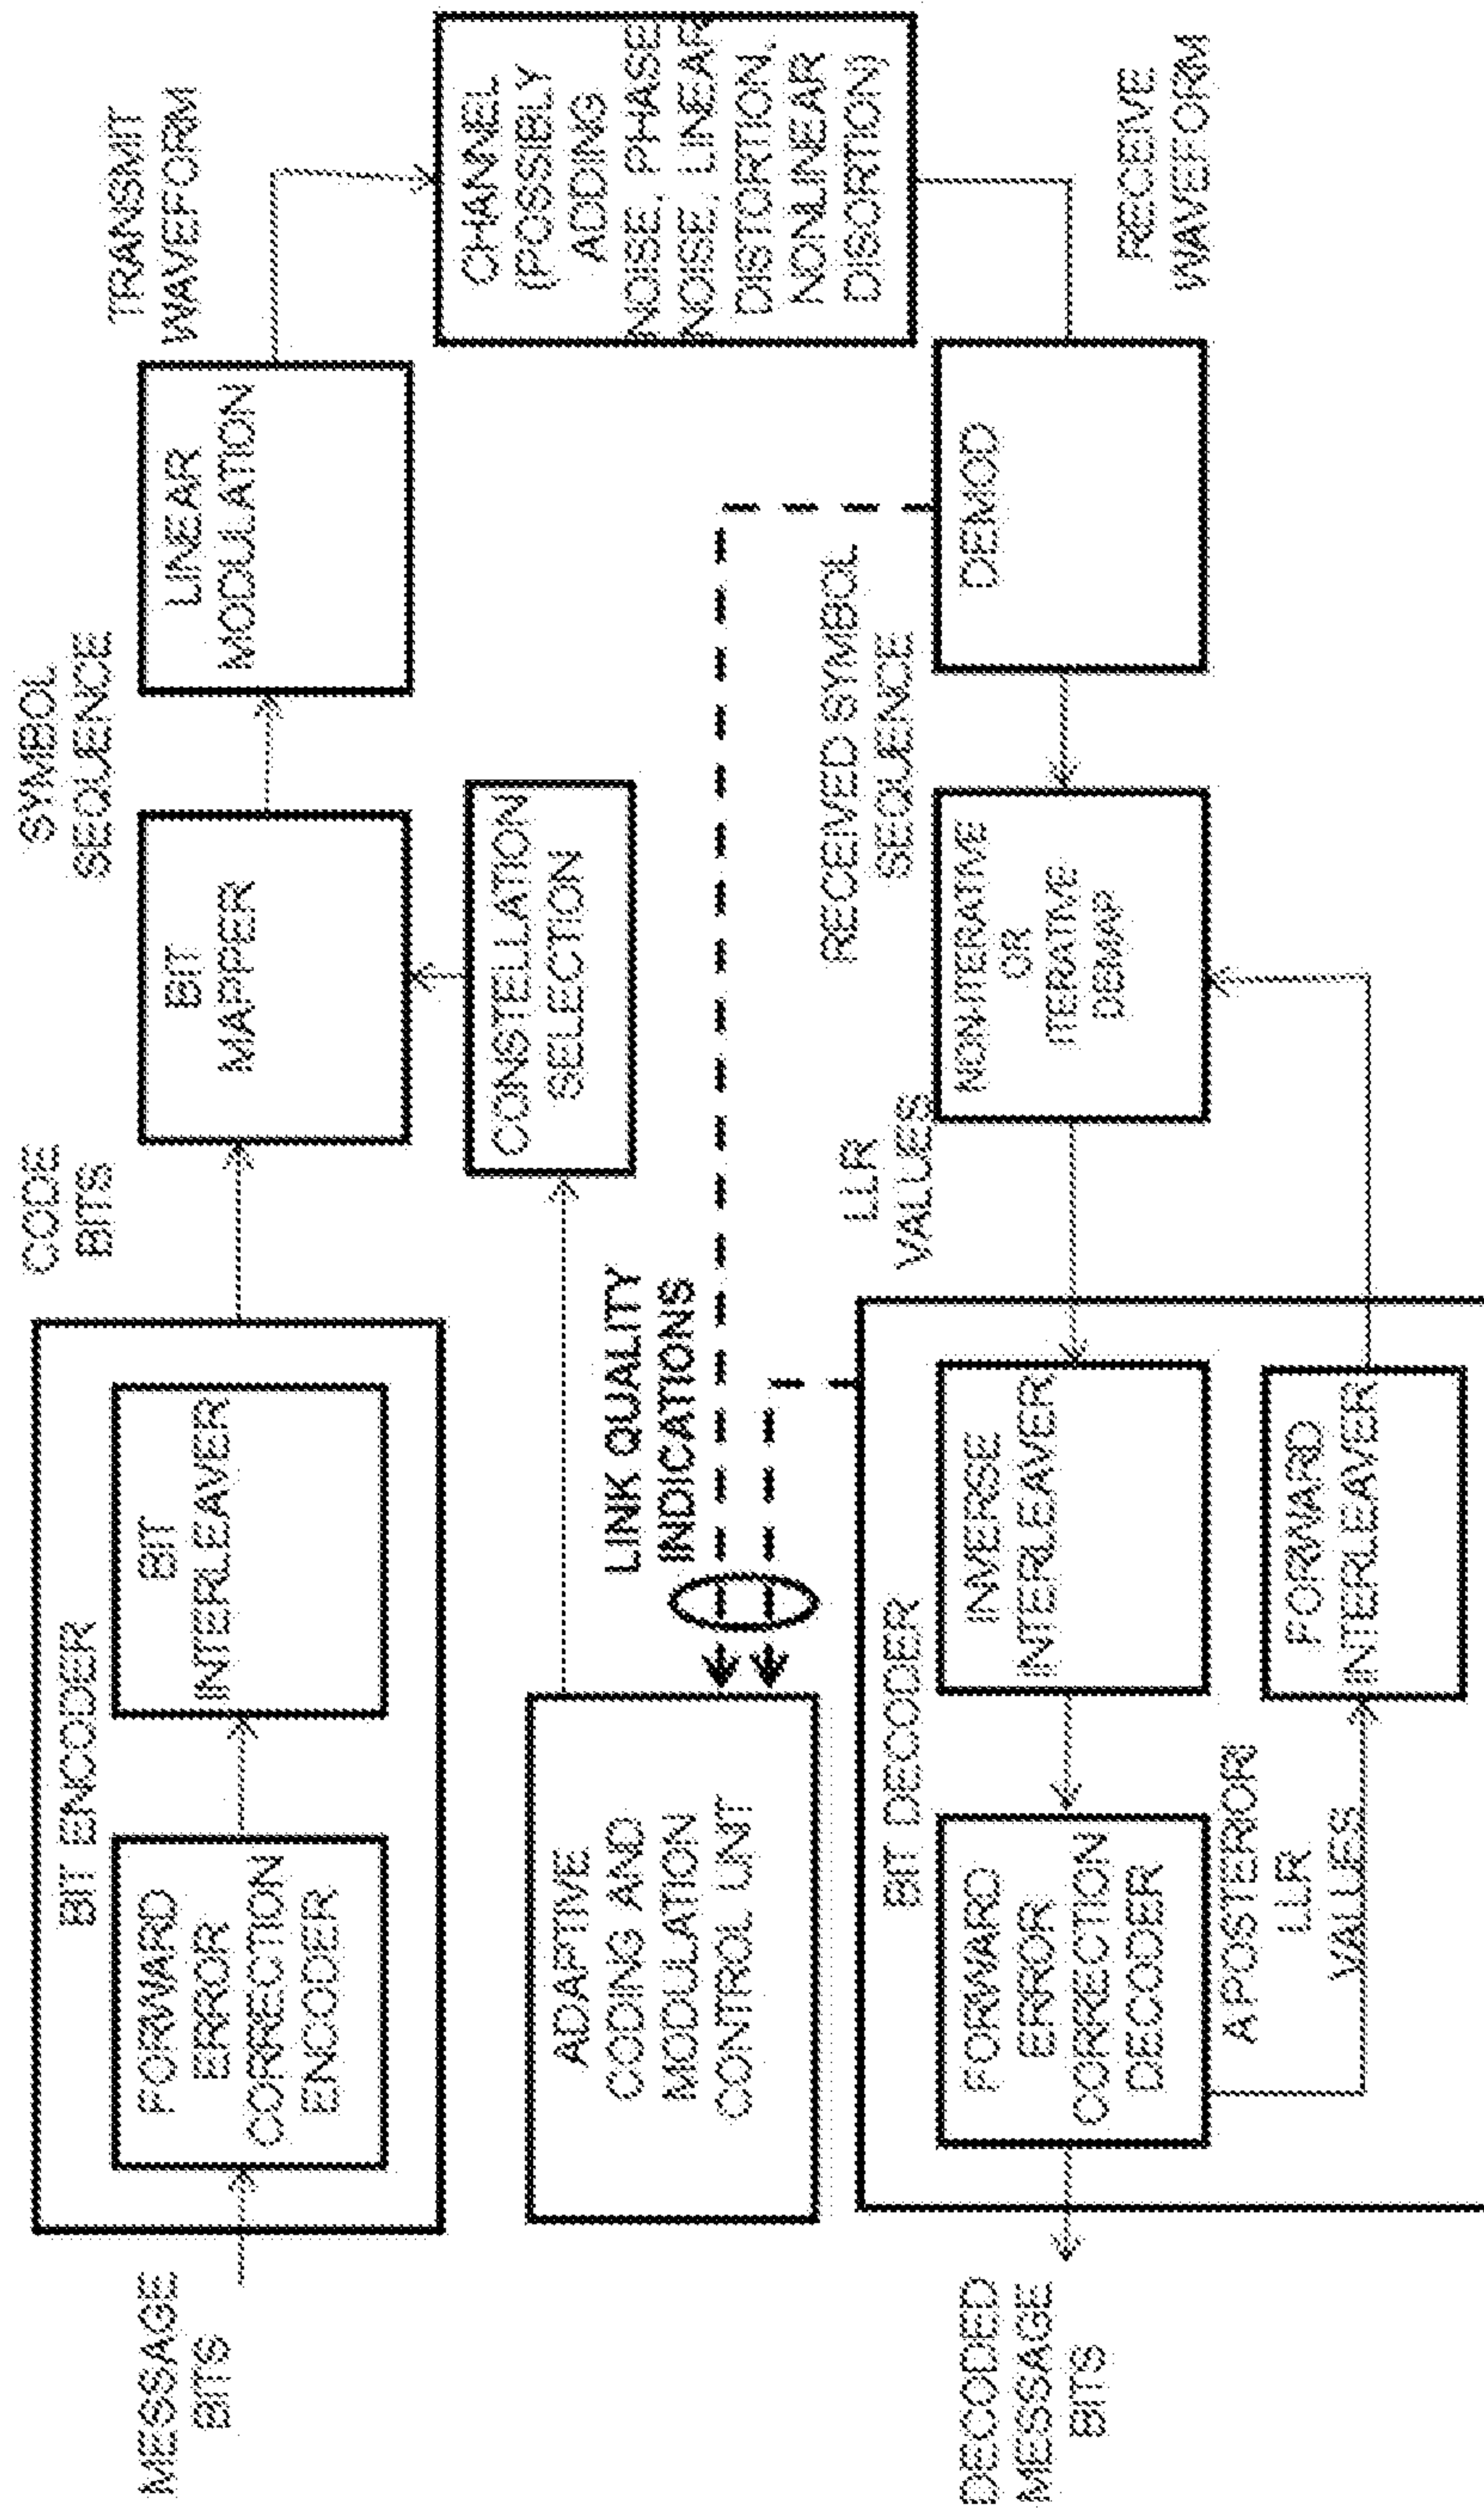 MESSAGE
BITS
BIT ENCODER
FORWARD
ERROR
CORRECTION
ENCODER
BIT
INTERLEAVER
CODE
BITS
BIT
MAPPER
SYMBOL
SEQUENCE
LINEAR
MODULATION
TRANSMIT
WAVEFORM
ADAPTIVE
CODING AND
MODULATION
CONTROL UNIT
LINK QUALITY
INDICATIONS
CONSTELLATION
SELECTION
CHANNEL
(POSSIBLY
ADDING
NOISE, PHASE
NOISE, LINEAR
DISTORTION,
NONLINEAR
DISORTION)
DECODED
MESSAGE
BITS
BIT DECODER
FORWARD
ERROR
CORRECTION
DECODER
INVERSE
INTERLEAVER
A POSTERIORI
LLR
VALUES
FORWARD
INTERLEAVER
LLR
VALUES
NON-ITERATIVE
OR
ITERATIVE
DEMAP
RECEIVED SYMBOL
SEQUENCE
DEMOD
RECEIVE
WAVEFORM